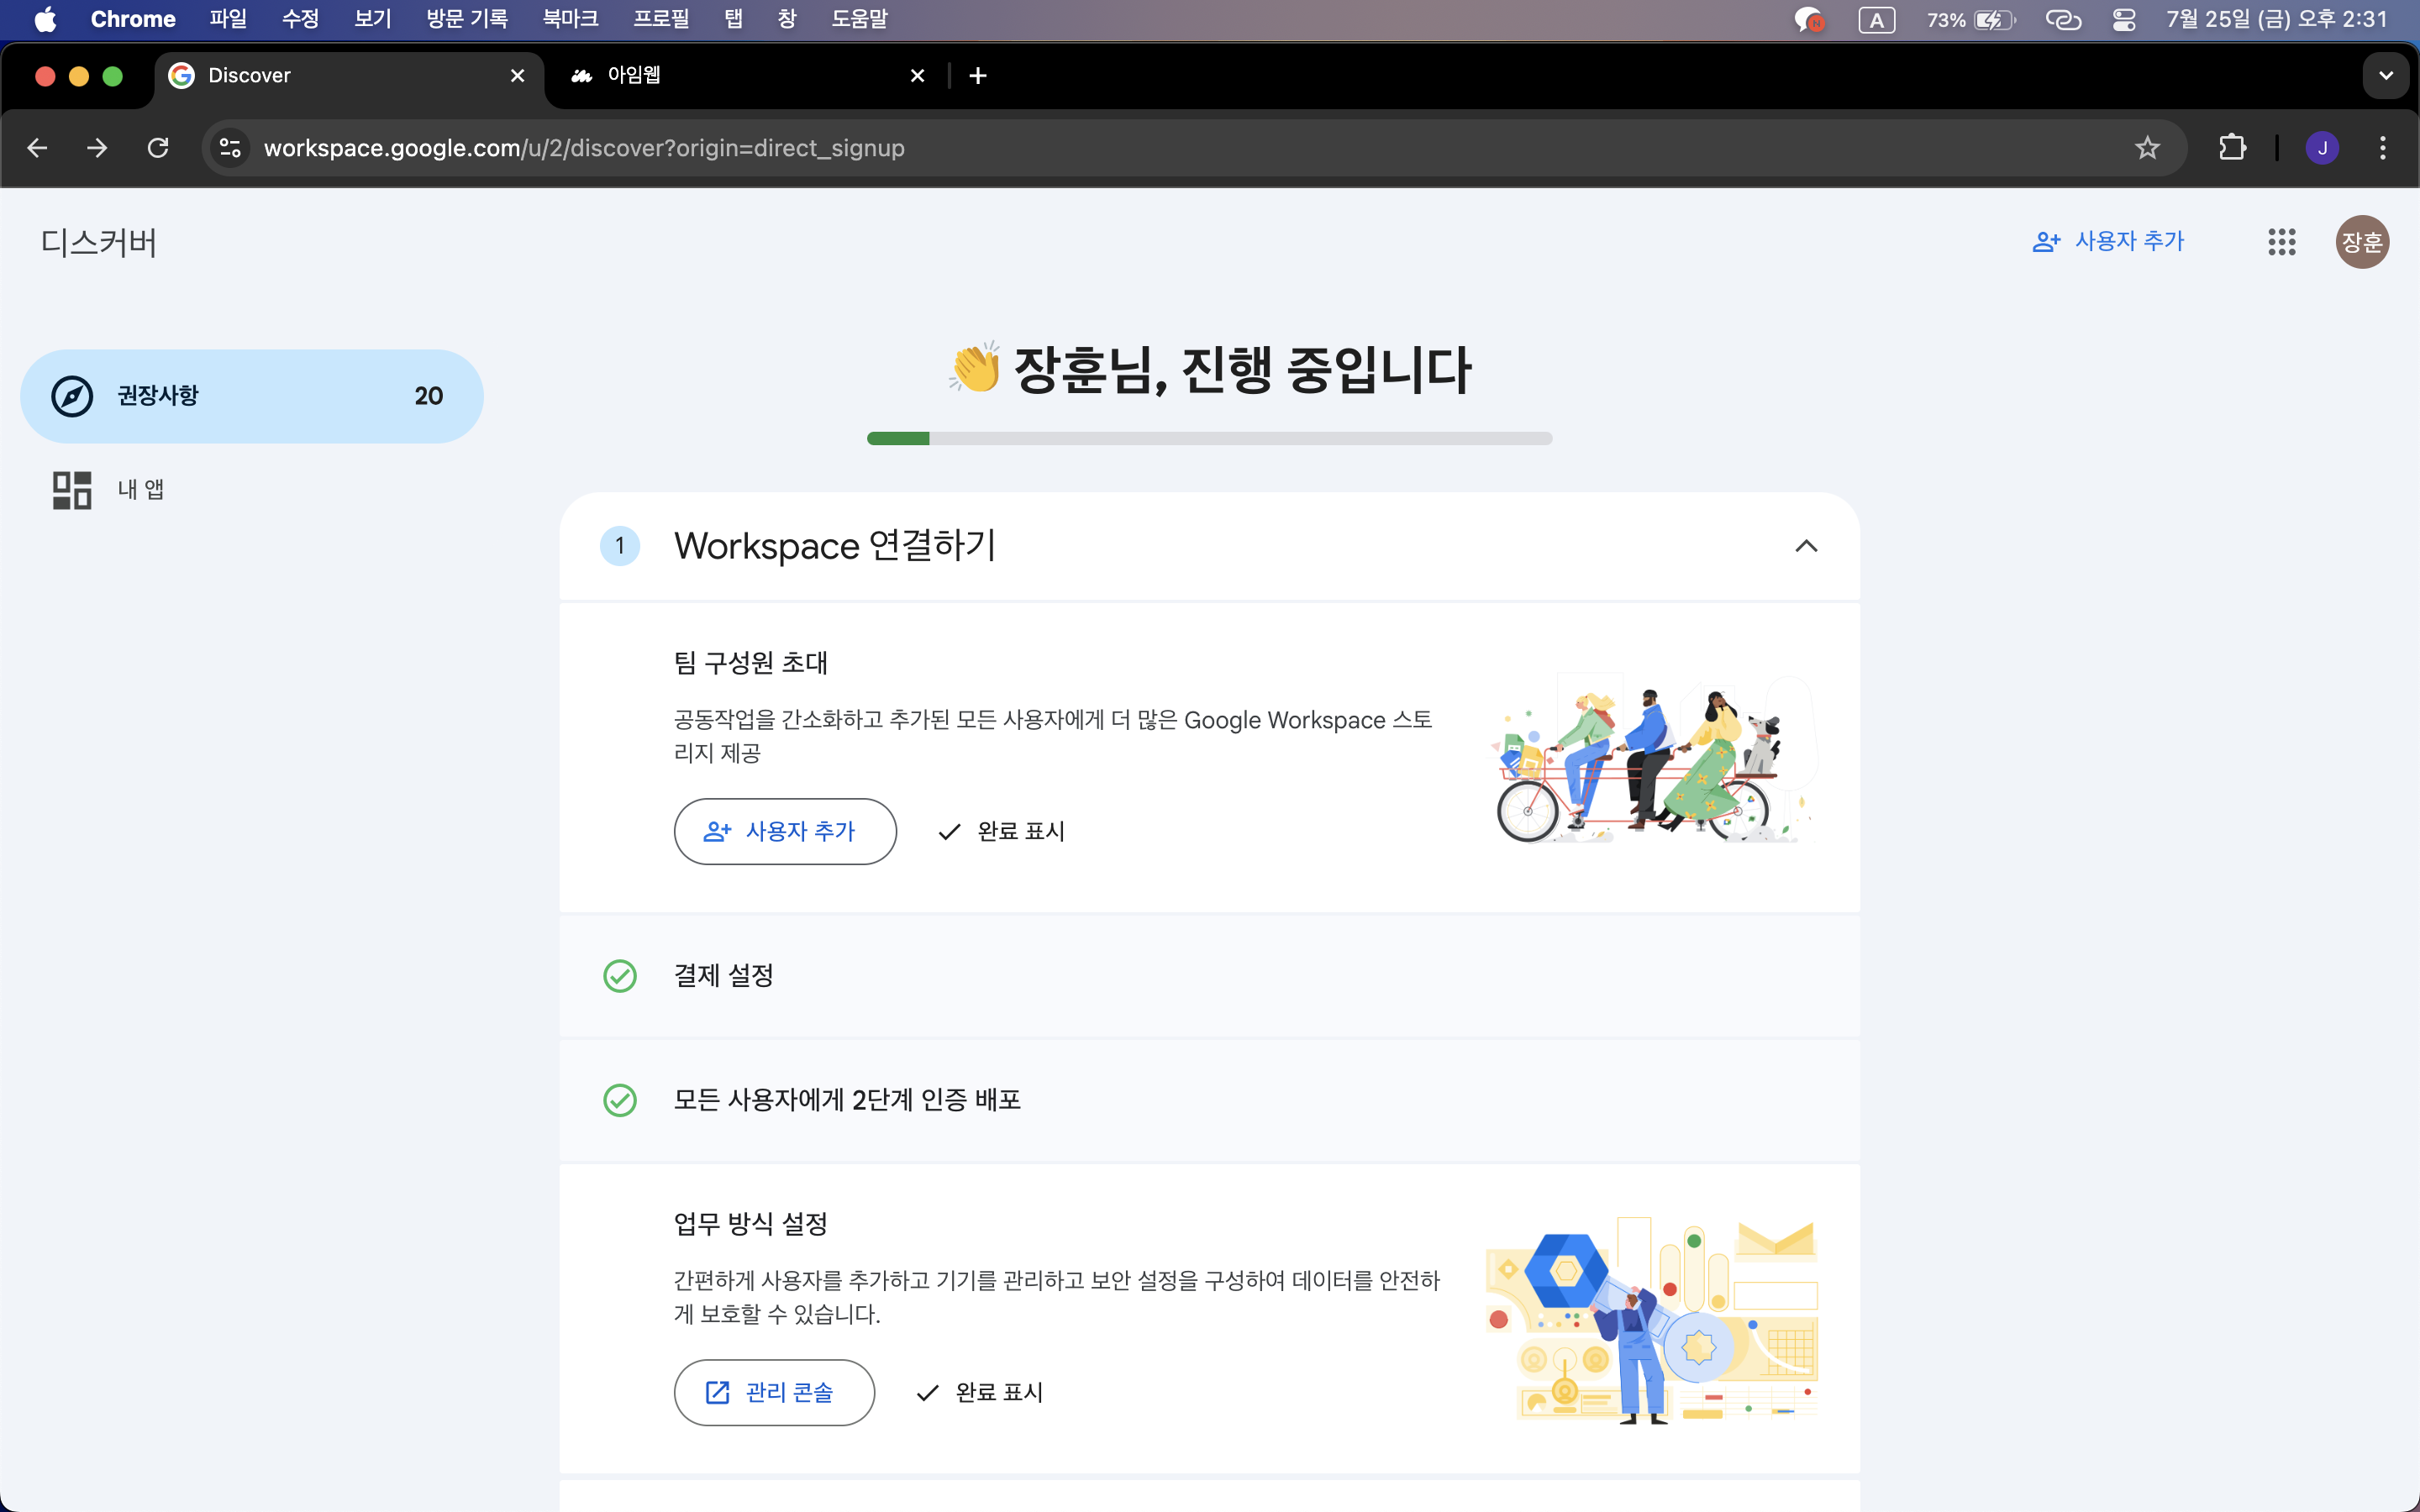 Chrome 파일 수정 보기 방문 기록 북마크 프로필 탭 창 도움말 A 73% 7월 25일 (금) 오후 2:31
Discover 아임웹
workspace.google.com/u/2/discover?origin=direct_signup J
디스커버 사용자 추가 장훈
권장사항 20
내 앱
장훈님, 진행 중입니다
1 Workspace 연결하기
팀 구성원 초대
공동작업을 간소화하고 추가된 모든 사용자에게 더 많은 Google Workspace 스토
리지 제공
사용자 추가 완료 표시
결제 설정
모든 사용자에게 2단계 인증 배포
업무 방식 설정
간편하게 사용자를 추가하고 기기를 관리하고 보안 설정을 구성하여 데이터를 안전하
게 보호할 수 있습니다.
관리 콘솔 완료 표시